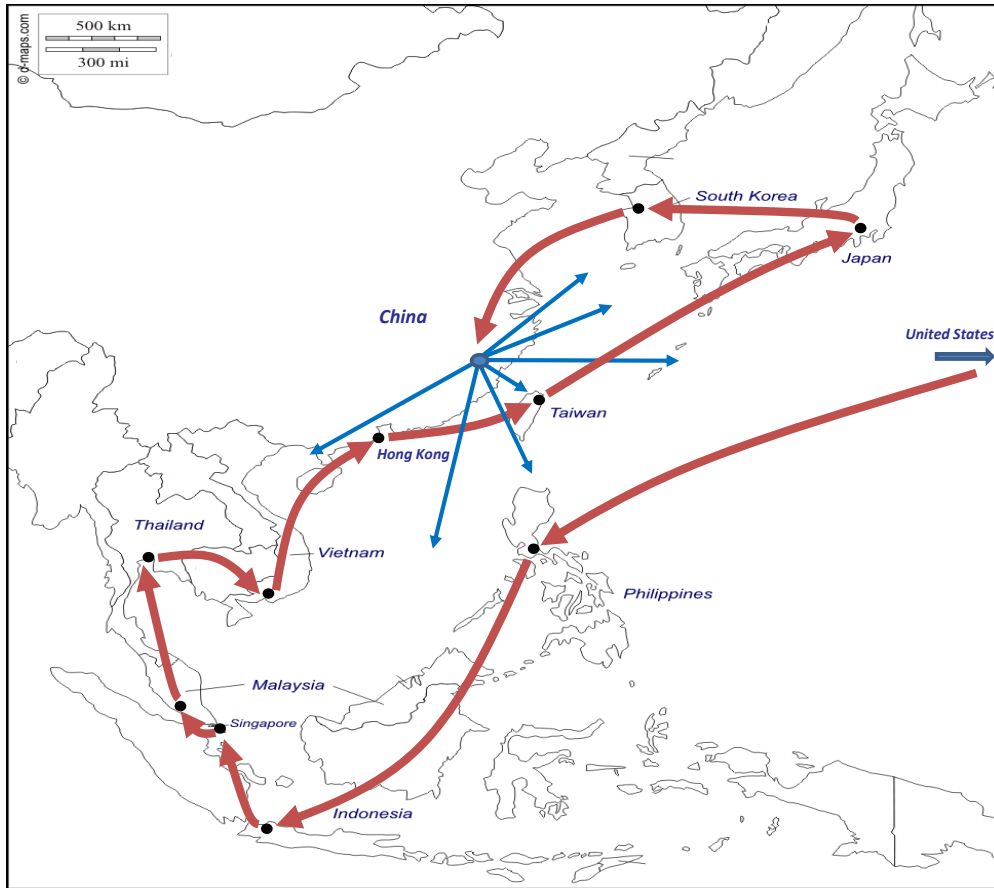 500 km
300 mi
© d-maps.com
South Korea
Japan
China
United States
Taiwan
Hong Kong
Thailand
Vietnam
Philippines
Malaysia
Singapore
Indonesia